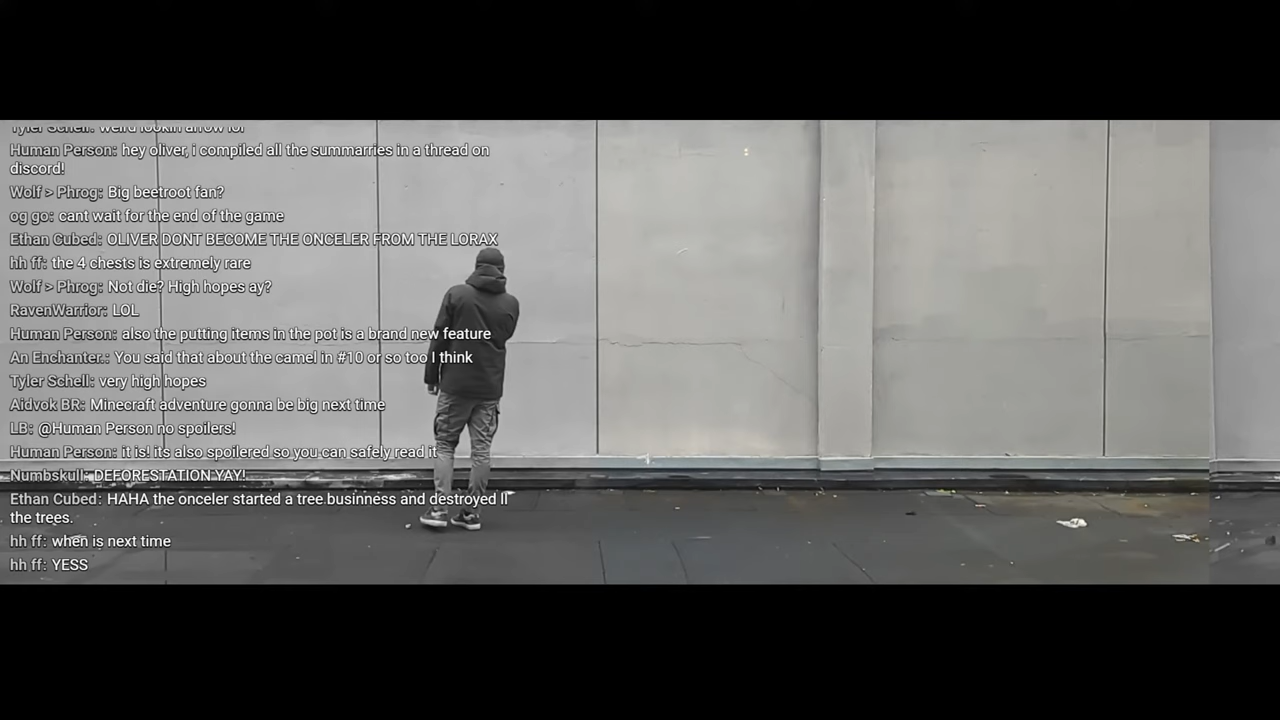 Tyler Schell: weird lookin arrow lol
Human Person: hey oliver, i compiled all the summarries in a thread on
discord!
Wolf > Phrog: Big beetroot fan?
og go: cant wait for the end of the game
Ethan Cubed: OLIVER DONT BECOME THE ONCELER FROM THE LORAX
hh ff: the 4 chests is extremely rare
Wolf > Phrog: Not die? High hopes ay?
RavenWarrior: LOL
Human Person: also the putting items in the pot is a brand new feature
An Enchanter.: You said that about the camel in #10 or so too I think
Tyler Schell: very high hopes
Aidvok BR: Minecraft adventure gonna be big next time
LB: @Human Person no spoilers!
Human Person: it is! its also spoilered so you can safely read it
Numbskull: DEFORESTATION YAY!
Ethan Cubed: HAHA the onceler started a tree businness and destroyed ll
the trees.
hh ff: when is next time
hh ff: YESS